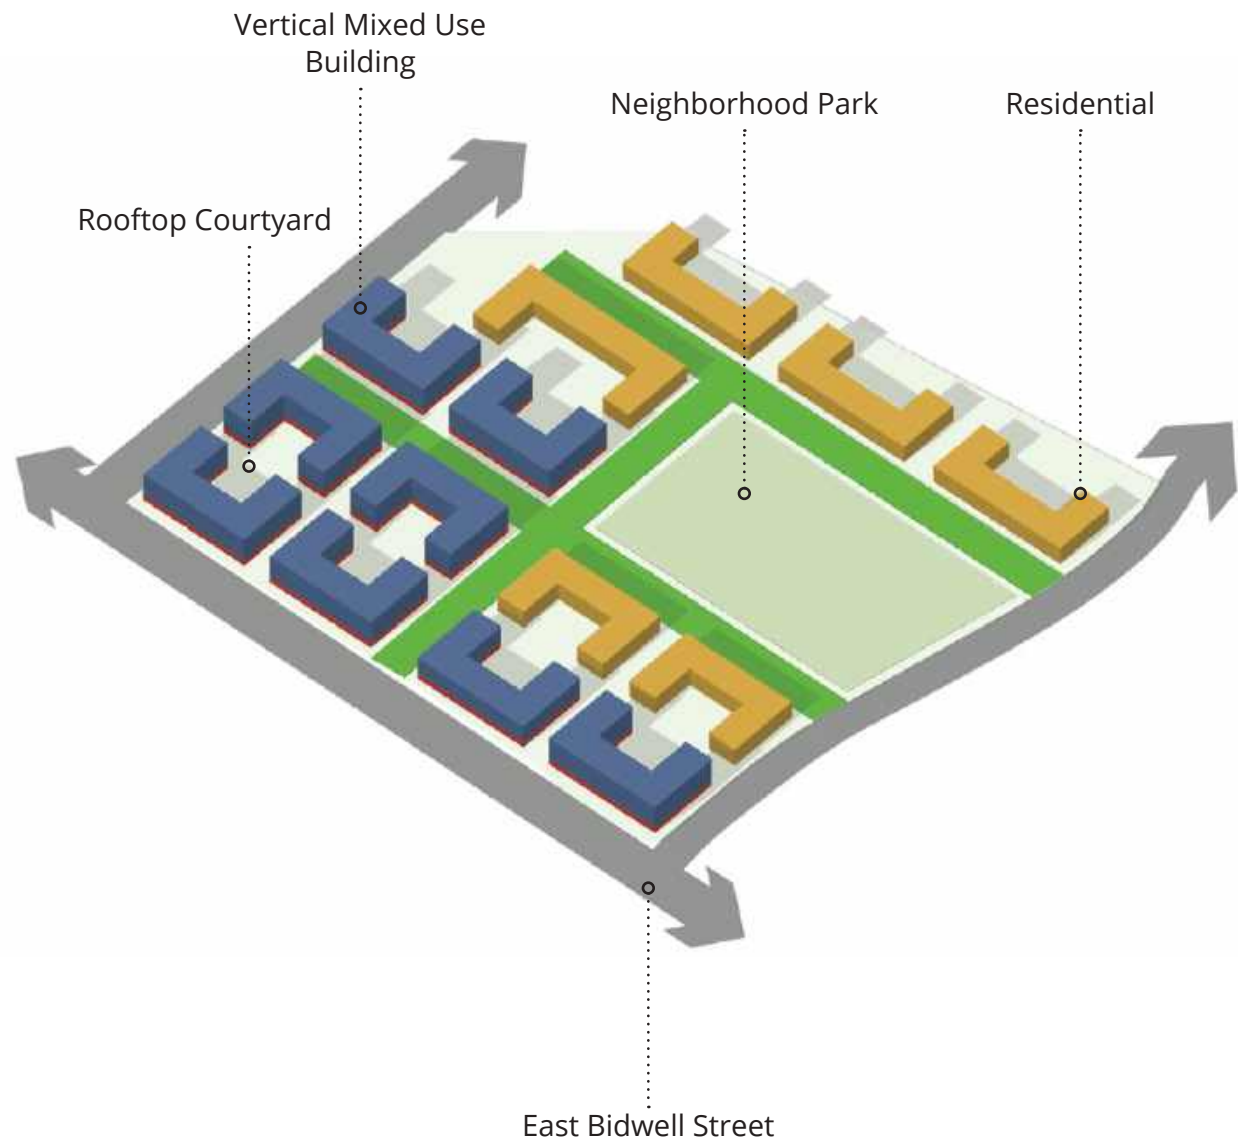 Vertical Mixed Use
Building
Neighborhood Park
Residential
Rooftop Courtyard
East Bidwell Street